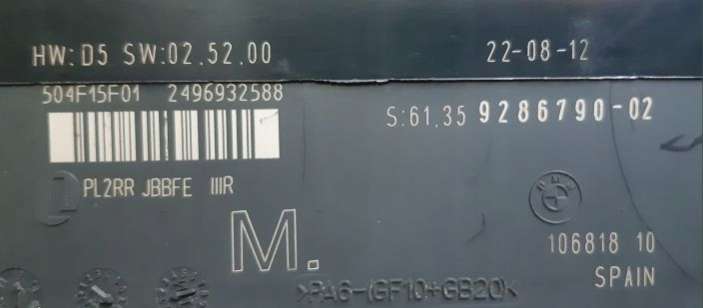 HW:D5 SW:02.52.00
22-08-12
504F15F01 2496932588
S:61.35 9286790-02
PL2RR JBBFE IIIR
BMW
M.
106818 10
SPAIN
>PA6-(GF10+GB20)<